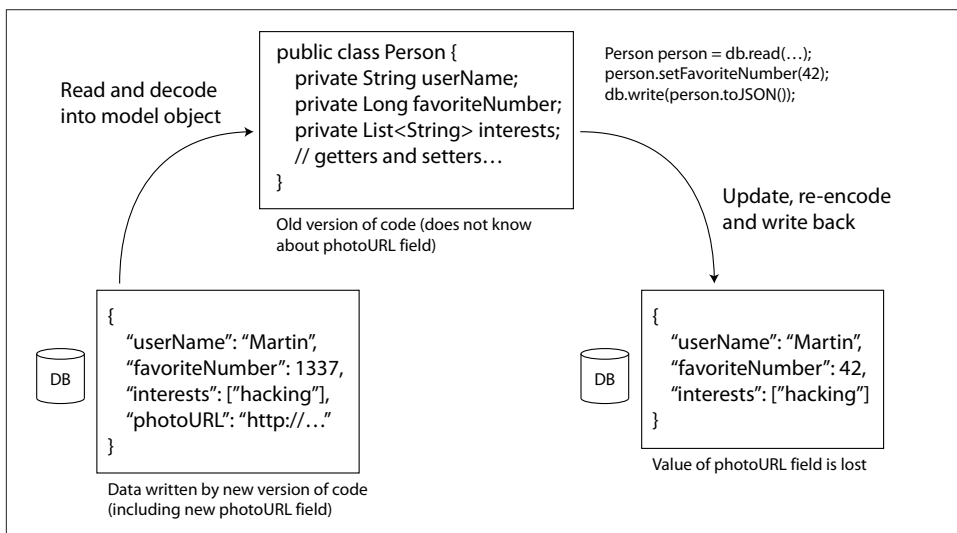 public class Person {
private String userName;
private Long favoriteNumber;
private List<String> interests;
// getters and setters…
}
Person person = db.read(…);
person.setFavoriteNumber(42);
db.write(person.toJSON());
Read and decode
into model object
Old version of code (does not know
about photoURL field)
Update, re-encode
and write back
DB
{
“userName”: “Martin”,
“favoriteNumber”: 1337,
“interests”: [”hacking”],
“photoURL”: “http://…”
}
Data written by new version of code
(including new photoURL field)
DB
{
“userName”: “Martin”,
“favoriteNumber”: 42,
“interests”: [”hacking”]
}
Value of photoURL field is lost